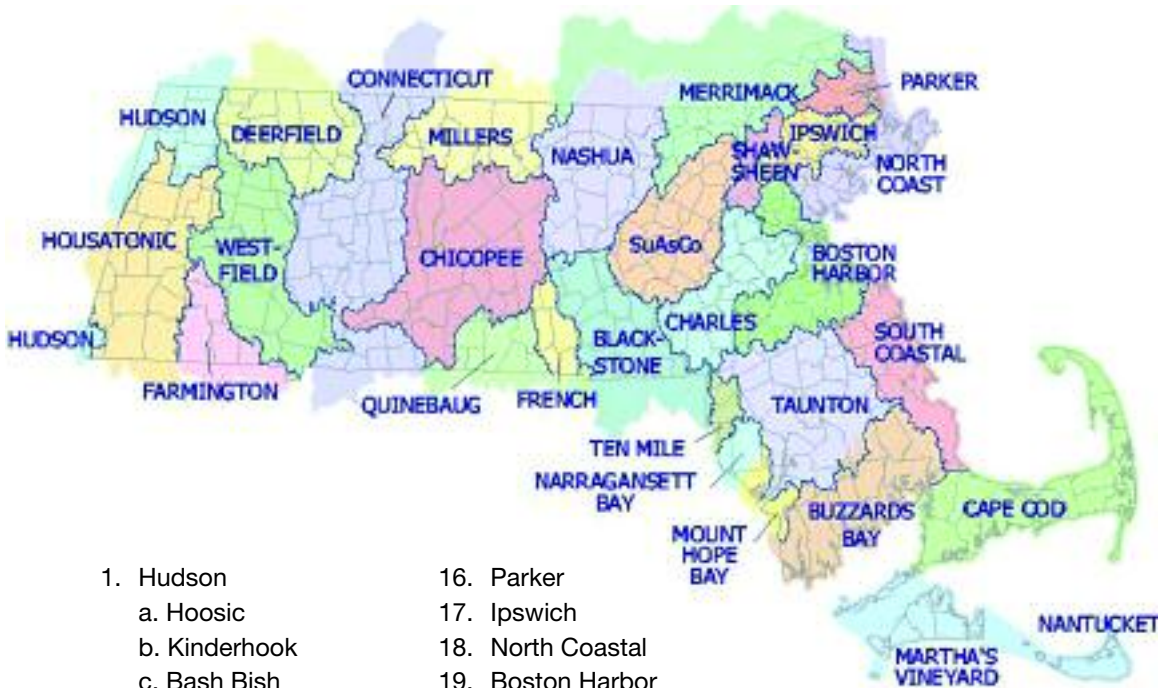 CONNECTICUT
PARKER
MERRIMACK
HUDSON
DEERFIELD
MILLERS
IPSWICH
NASHUA
SHAW-
SHEEN
NORTH
COAST
HOUSATONIC
WEST-
FIELD
CHICOPEE
SuAsCo
BOSTON
HARBOR
HUDSON
BLACK-
STONE
CHARLES
SOUTH
COASTAL
FARMINGTON
QUINEBAUG
FRENCH
TAUNTON
TEN MILE
NARRAGANSETT
BAY
BUZZARDS
BAY
CAPE COD
MOUNT
HOPE
BAY
NANTUCKET
MARTHA'S
VINEYARD
1. Hudson
a. Hoosic
b. Kinderhook
c. Bash Bish
16. Parker
17. Ipswich
18. North Coastal
19. Boston Harbor